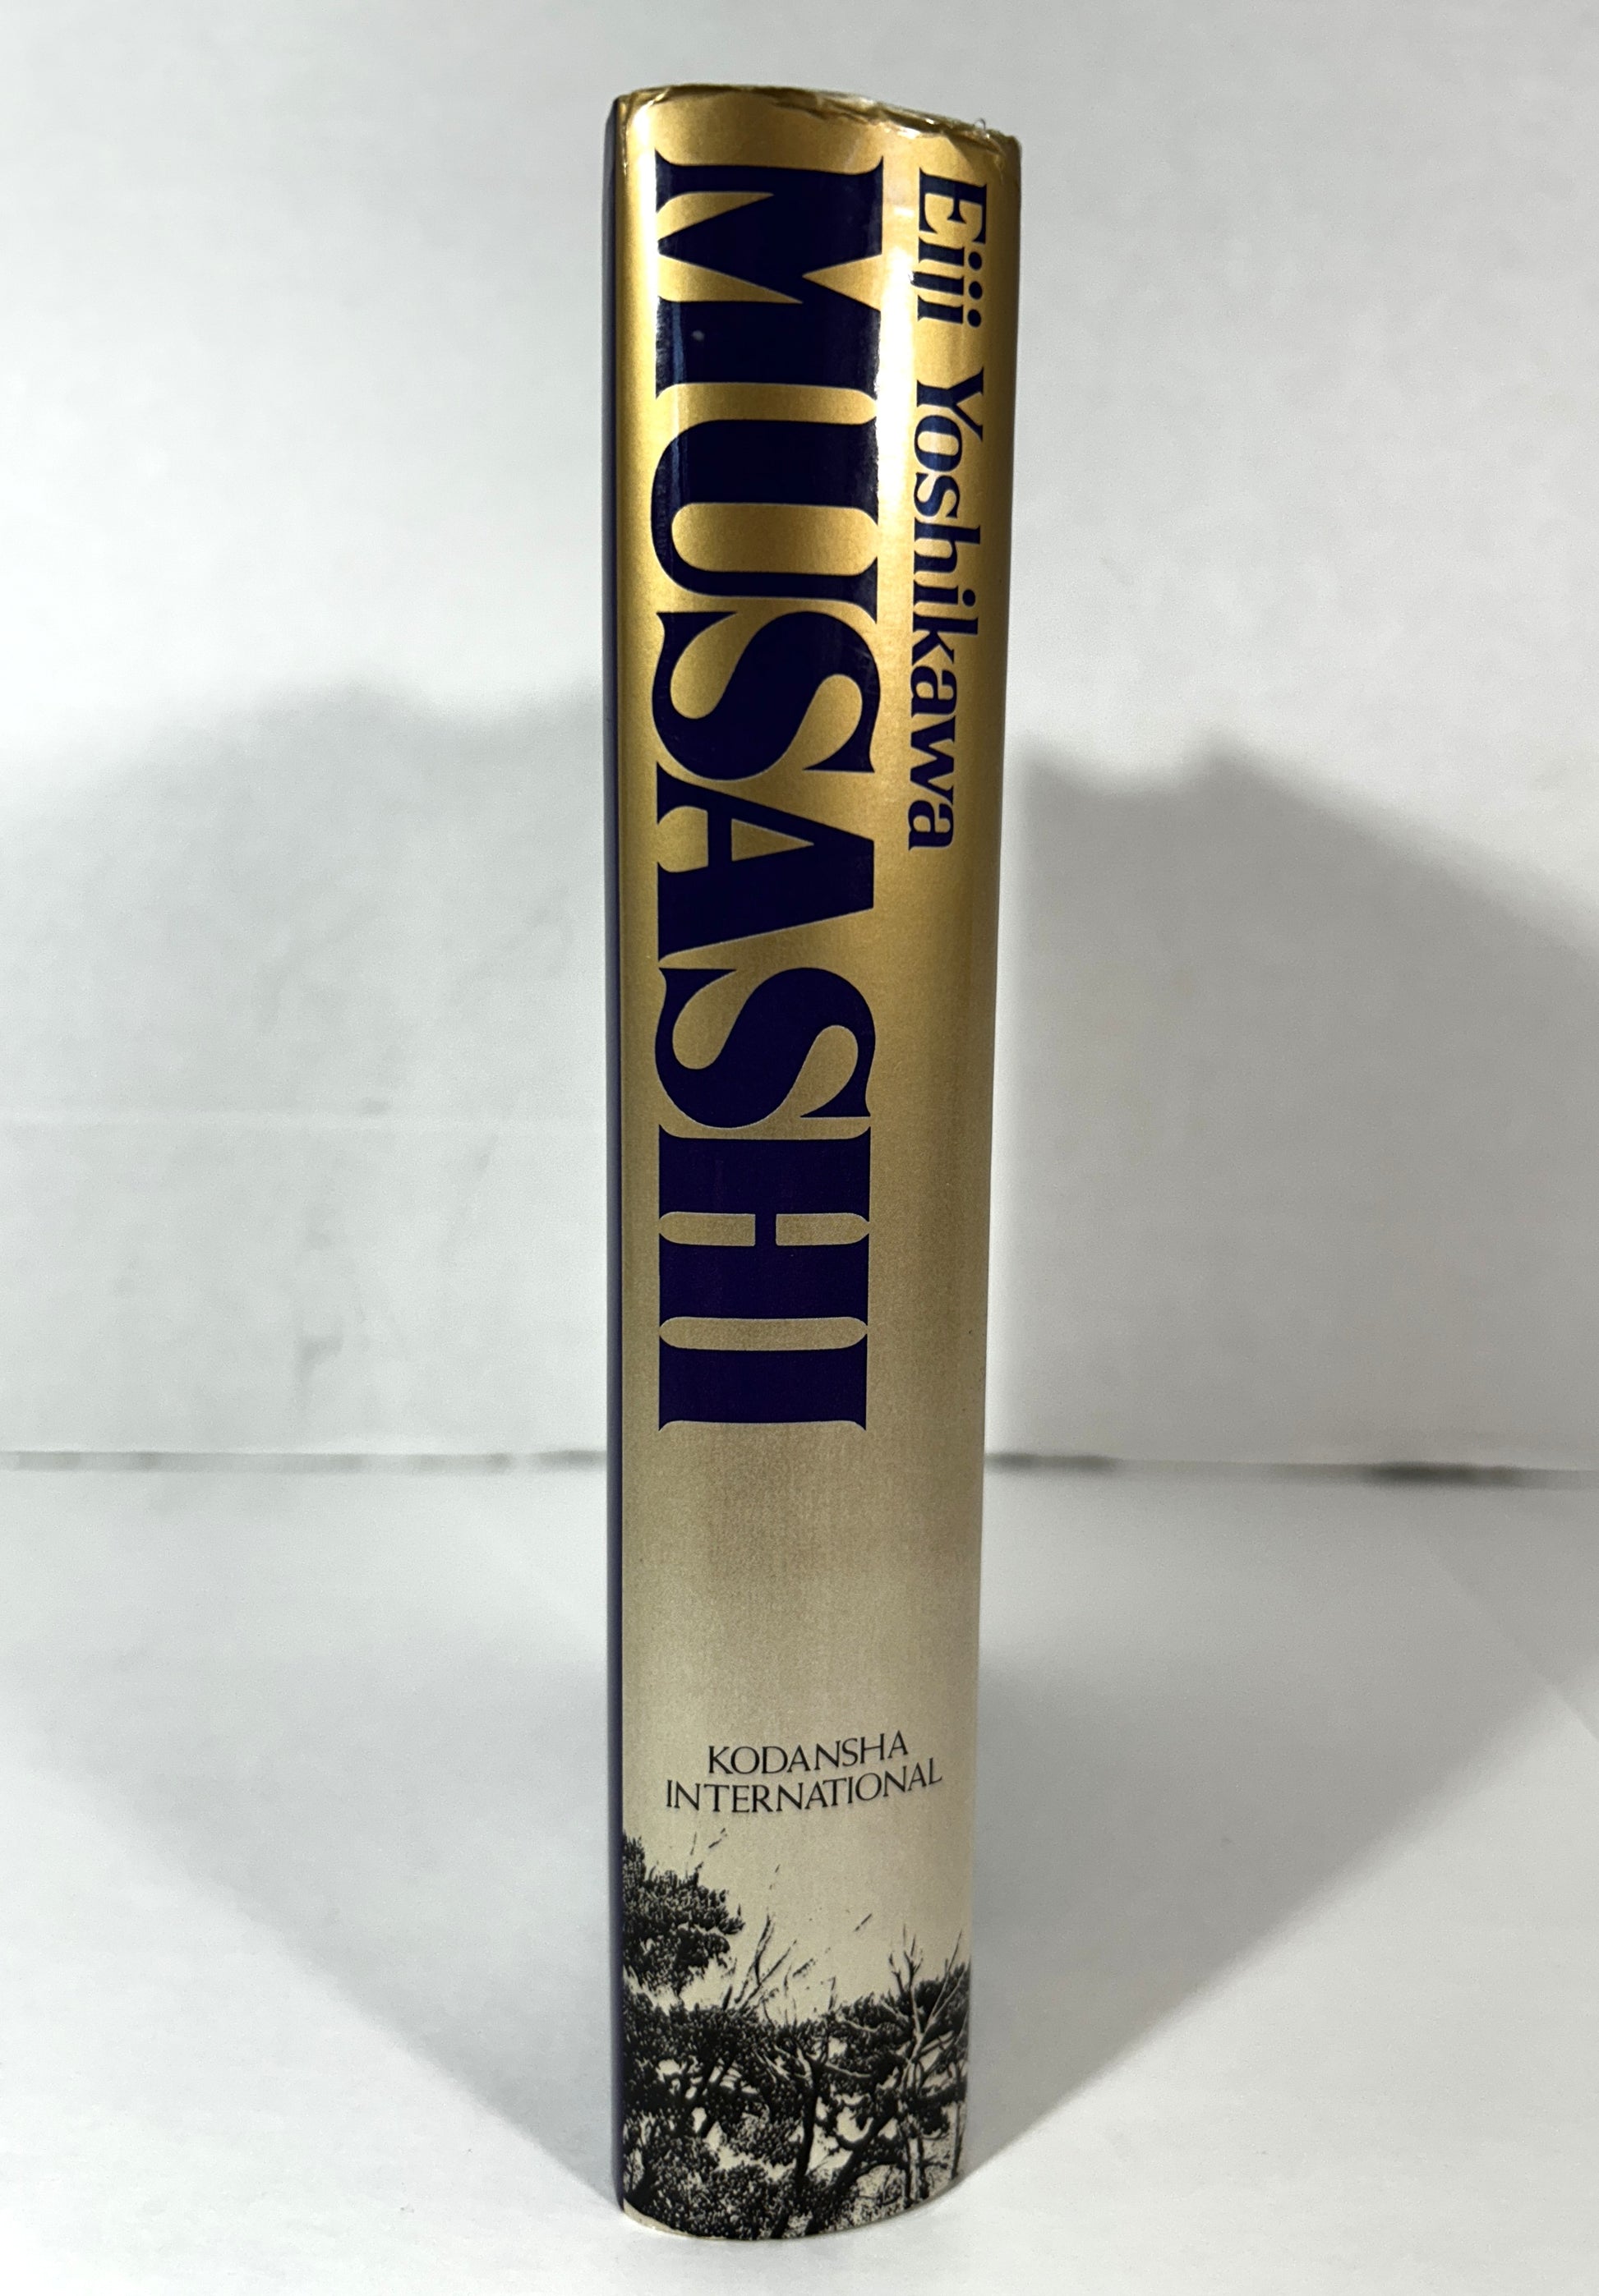 Eiji Yoshikawa
MUSASHI
KODANSHA
INTERNATIONAL